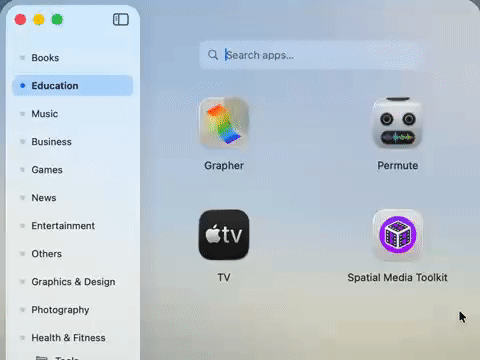 Books
Education
Music
Business
Games
News
Entertainment
Others
Graphics & Design
Photography
Health & Fitness
Tools
Search apps...
Grapher
Permute
tv
TV
Spatial Media Toolkit